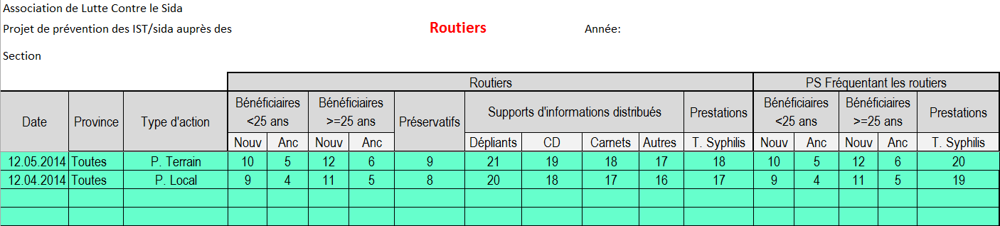 Association de Lutte Contre le Sida
Projet de prévention des IST/sida auprès des Routiers Année:
Section
Routiers PS Fréquentant les routiers
Date Province Type d'action Bénéficiaires <25 ans Bénéficiaires >=25 ans Préservatifs Supports d'informations distribués Prestations Bénéficiaires <25 ans Bénéficiaires >=25 ans Prestations
Nouv Anc Nouv Anc Dépliants CD Carnets Autres T. Syphilis Nouv Anc Nouv Anc T. Syphilis
12.05.2014 Toutes P. Terrain 10 5 12 6 9 21 19 18 17 18 10 5 12 6 20
12.04.2014 Toutes P. Local 9 4 11 5 8 20 18 17 16 17 9 4 11 5 19